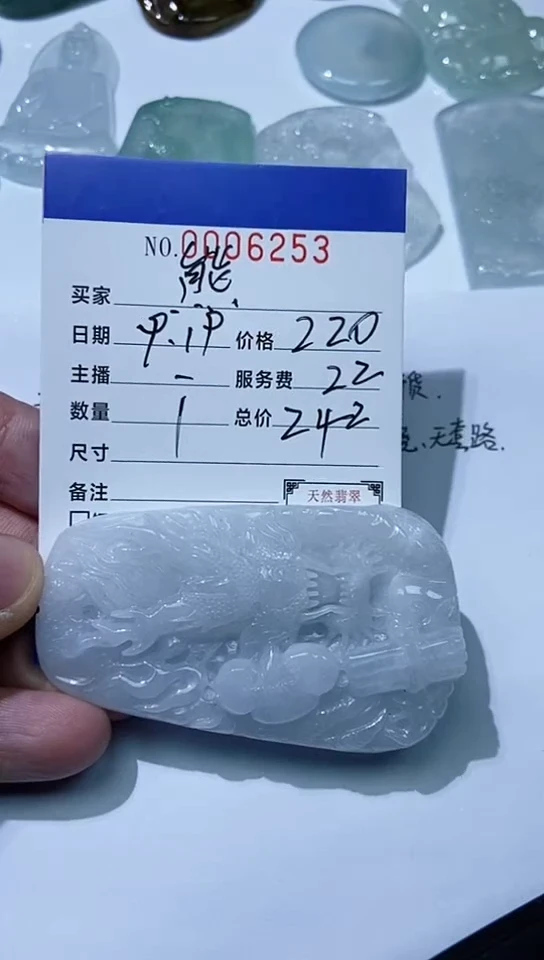 NO.0006253
买家 熊
日期 9.19 价格 220
主播 - 服务费 22
数量 1 总价 242
尺寸
备注
天然翡翠